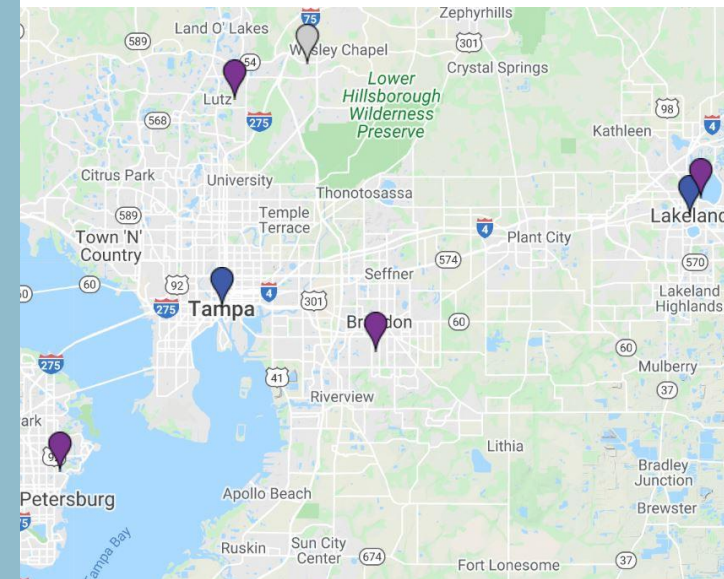 Zephyrhills
75
Land O' Lakes
589
301
54
Crystal Springs
Lower
Hillsborough
Wilderness
Preserve
Lutz
98
275
568
4
Kathleen
Citrus Park
University
Thonotosassa
589
Temple
Terrace
Lakeland
Town 'N'
Country
4
Plant City
574
570
Seffner
60
92
4
Lakeland
Highlands
275
Tampa
301
60
60
275
Mulberry
41
37
Riverview
Lithia
Bradley
Junction
Petersburg
Apollo Beach
Brewster
Ruskin
Sun City
Center
674
Fort Lonesome
37